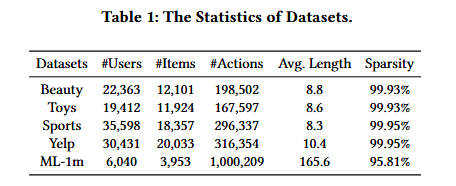 Table 1: The Statistics of Datasets.
Datasets #Users #Items #Actions Avg. Length Sparsity
Beauty 22,363 12,101 198,502 8.8 99.93%
Toys 19,412 11,924 167,597 8.6 99.93%
Sports 35,598 18,357 296,337 8.3 99.95%
Yelp 30,431 20,033 316,354 10.4 99.95%
ML-1m 6,040 3,953 1,000,209 165.6 95.81%